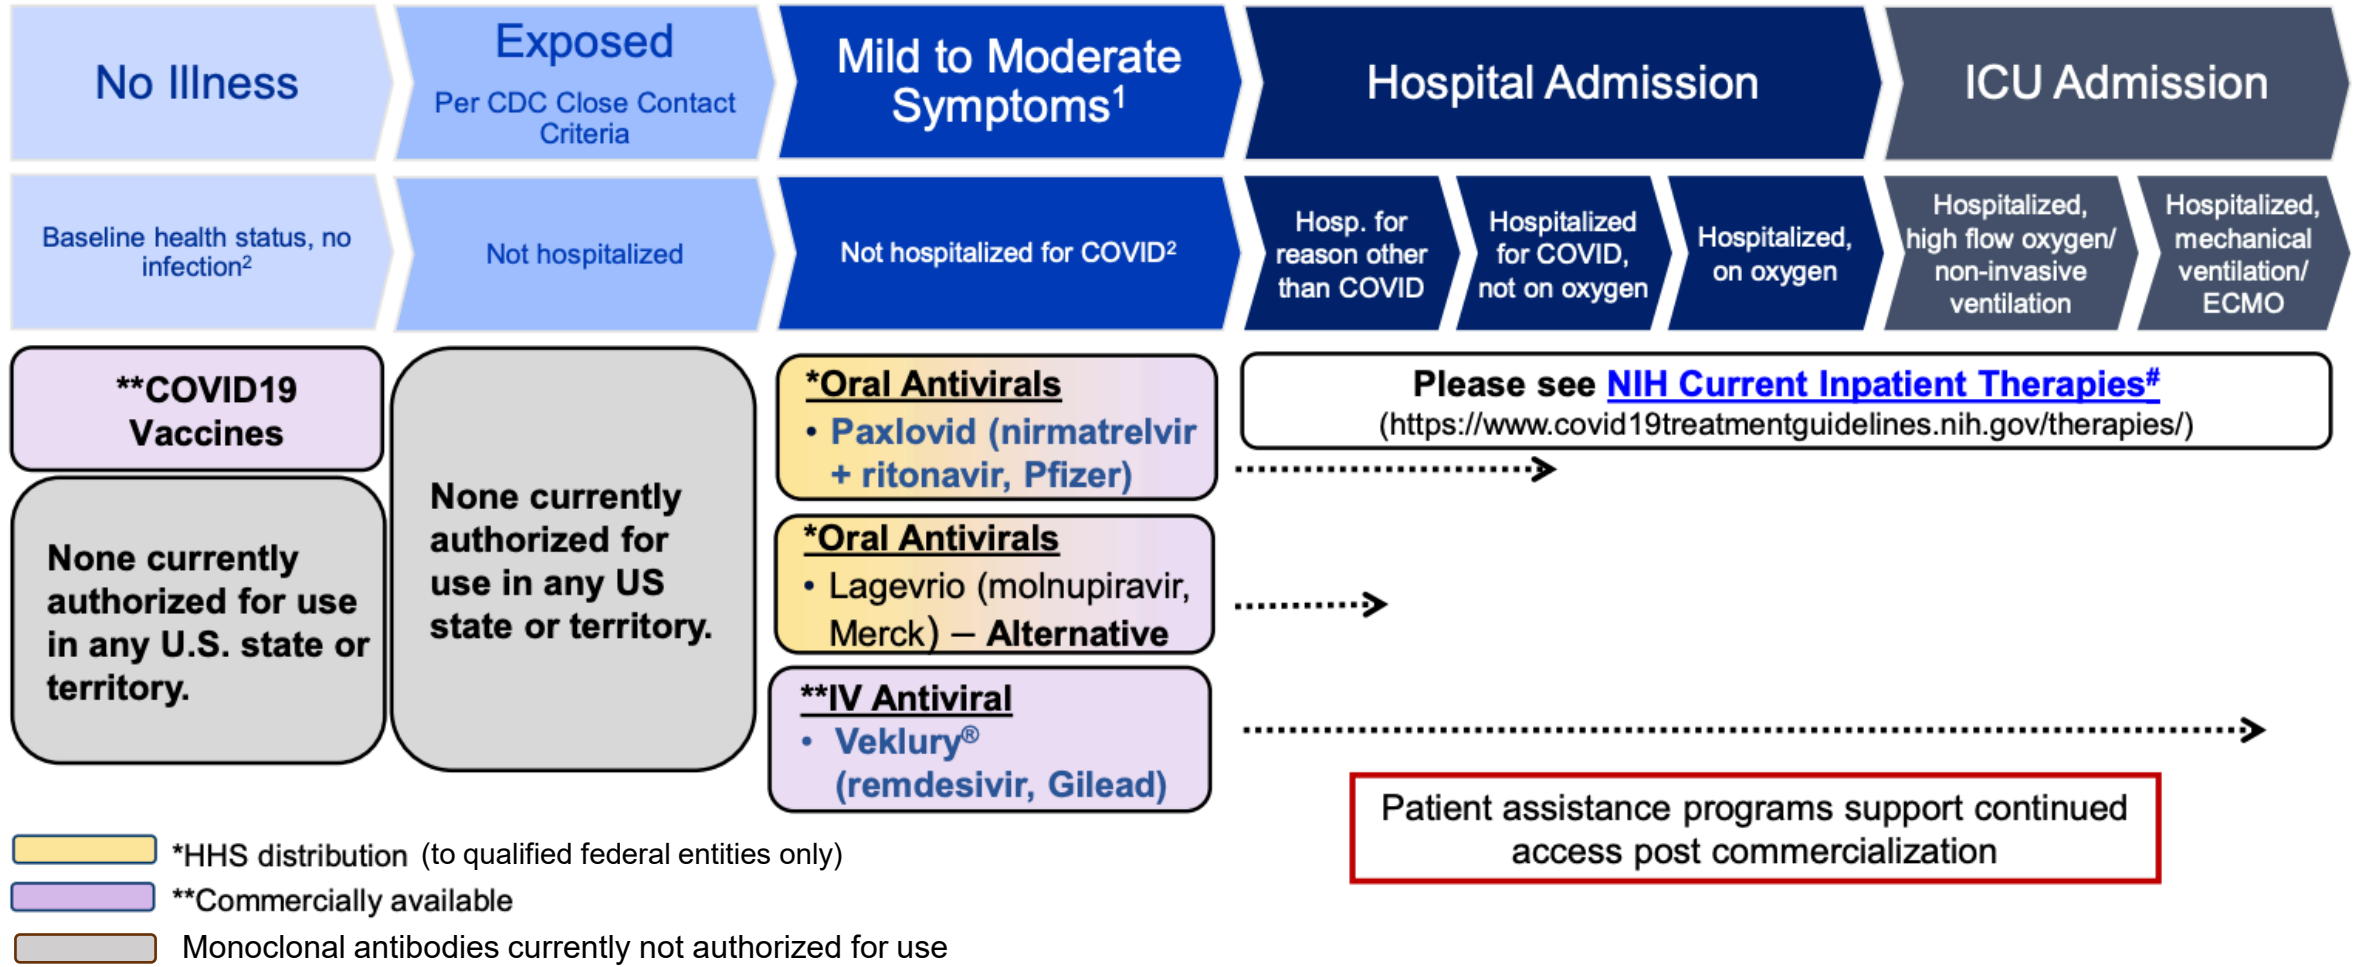 No Illness
Exposed
Per CDC Close Contact
Criteria
Mild to Moderate
Symptoms¹
Hospital Admission
ICU Admission
Baseline health status, no
infection²
Not hospitalized
Not hospitalized for COVID²
Hosp. for
reason other
than COVID
Hospitalized
for COVID,
not on oxygen
Hospitalized,
on oxygen
Hospitalized,
high flow oxygen/
non-invasive
ventilation
Hospitalized,
mechanical
ventilation/
ECMO
**COVID19
Vaccines
None currently
authorized for use
in any U.S. state or
territory.
None currently
authorized for
use in any US
state or territory.
*Oral Antivirals
• Paxlovid (nirmatrelvir
+ ritonavir, Pfizer)
*Oral Antivirals
• Lagevrio (molnupiravir,
Merck) – Alternative
**IV Antiviral
• Veklury®
(remdesivir, Gilead)
Please see NIH Current Inpatient Therapies#
(https://www.covid19treatmentguidelines.nih.gov/therapies/)
Patient assistance programs support continued
access post commercialization
*HHS distribution (to qualified federal entities only)
**Commercially available
Monoclonal antibodies currently not authorized for use